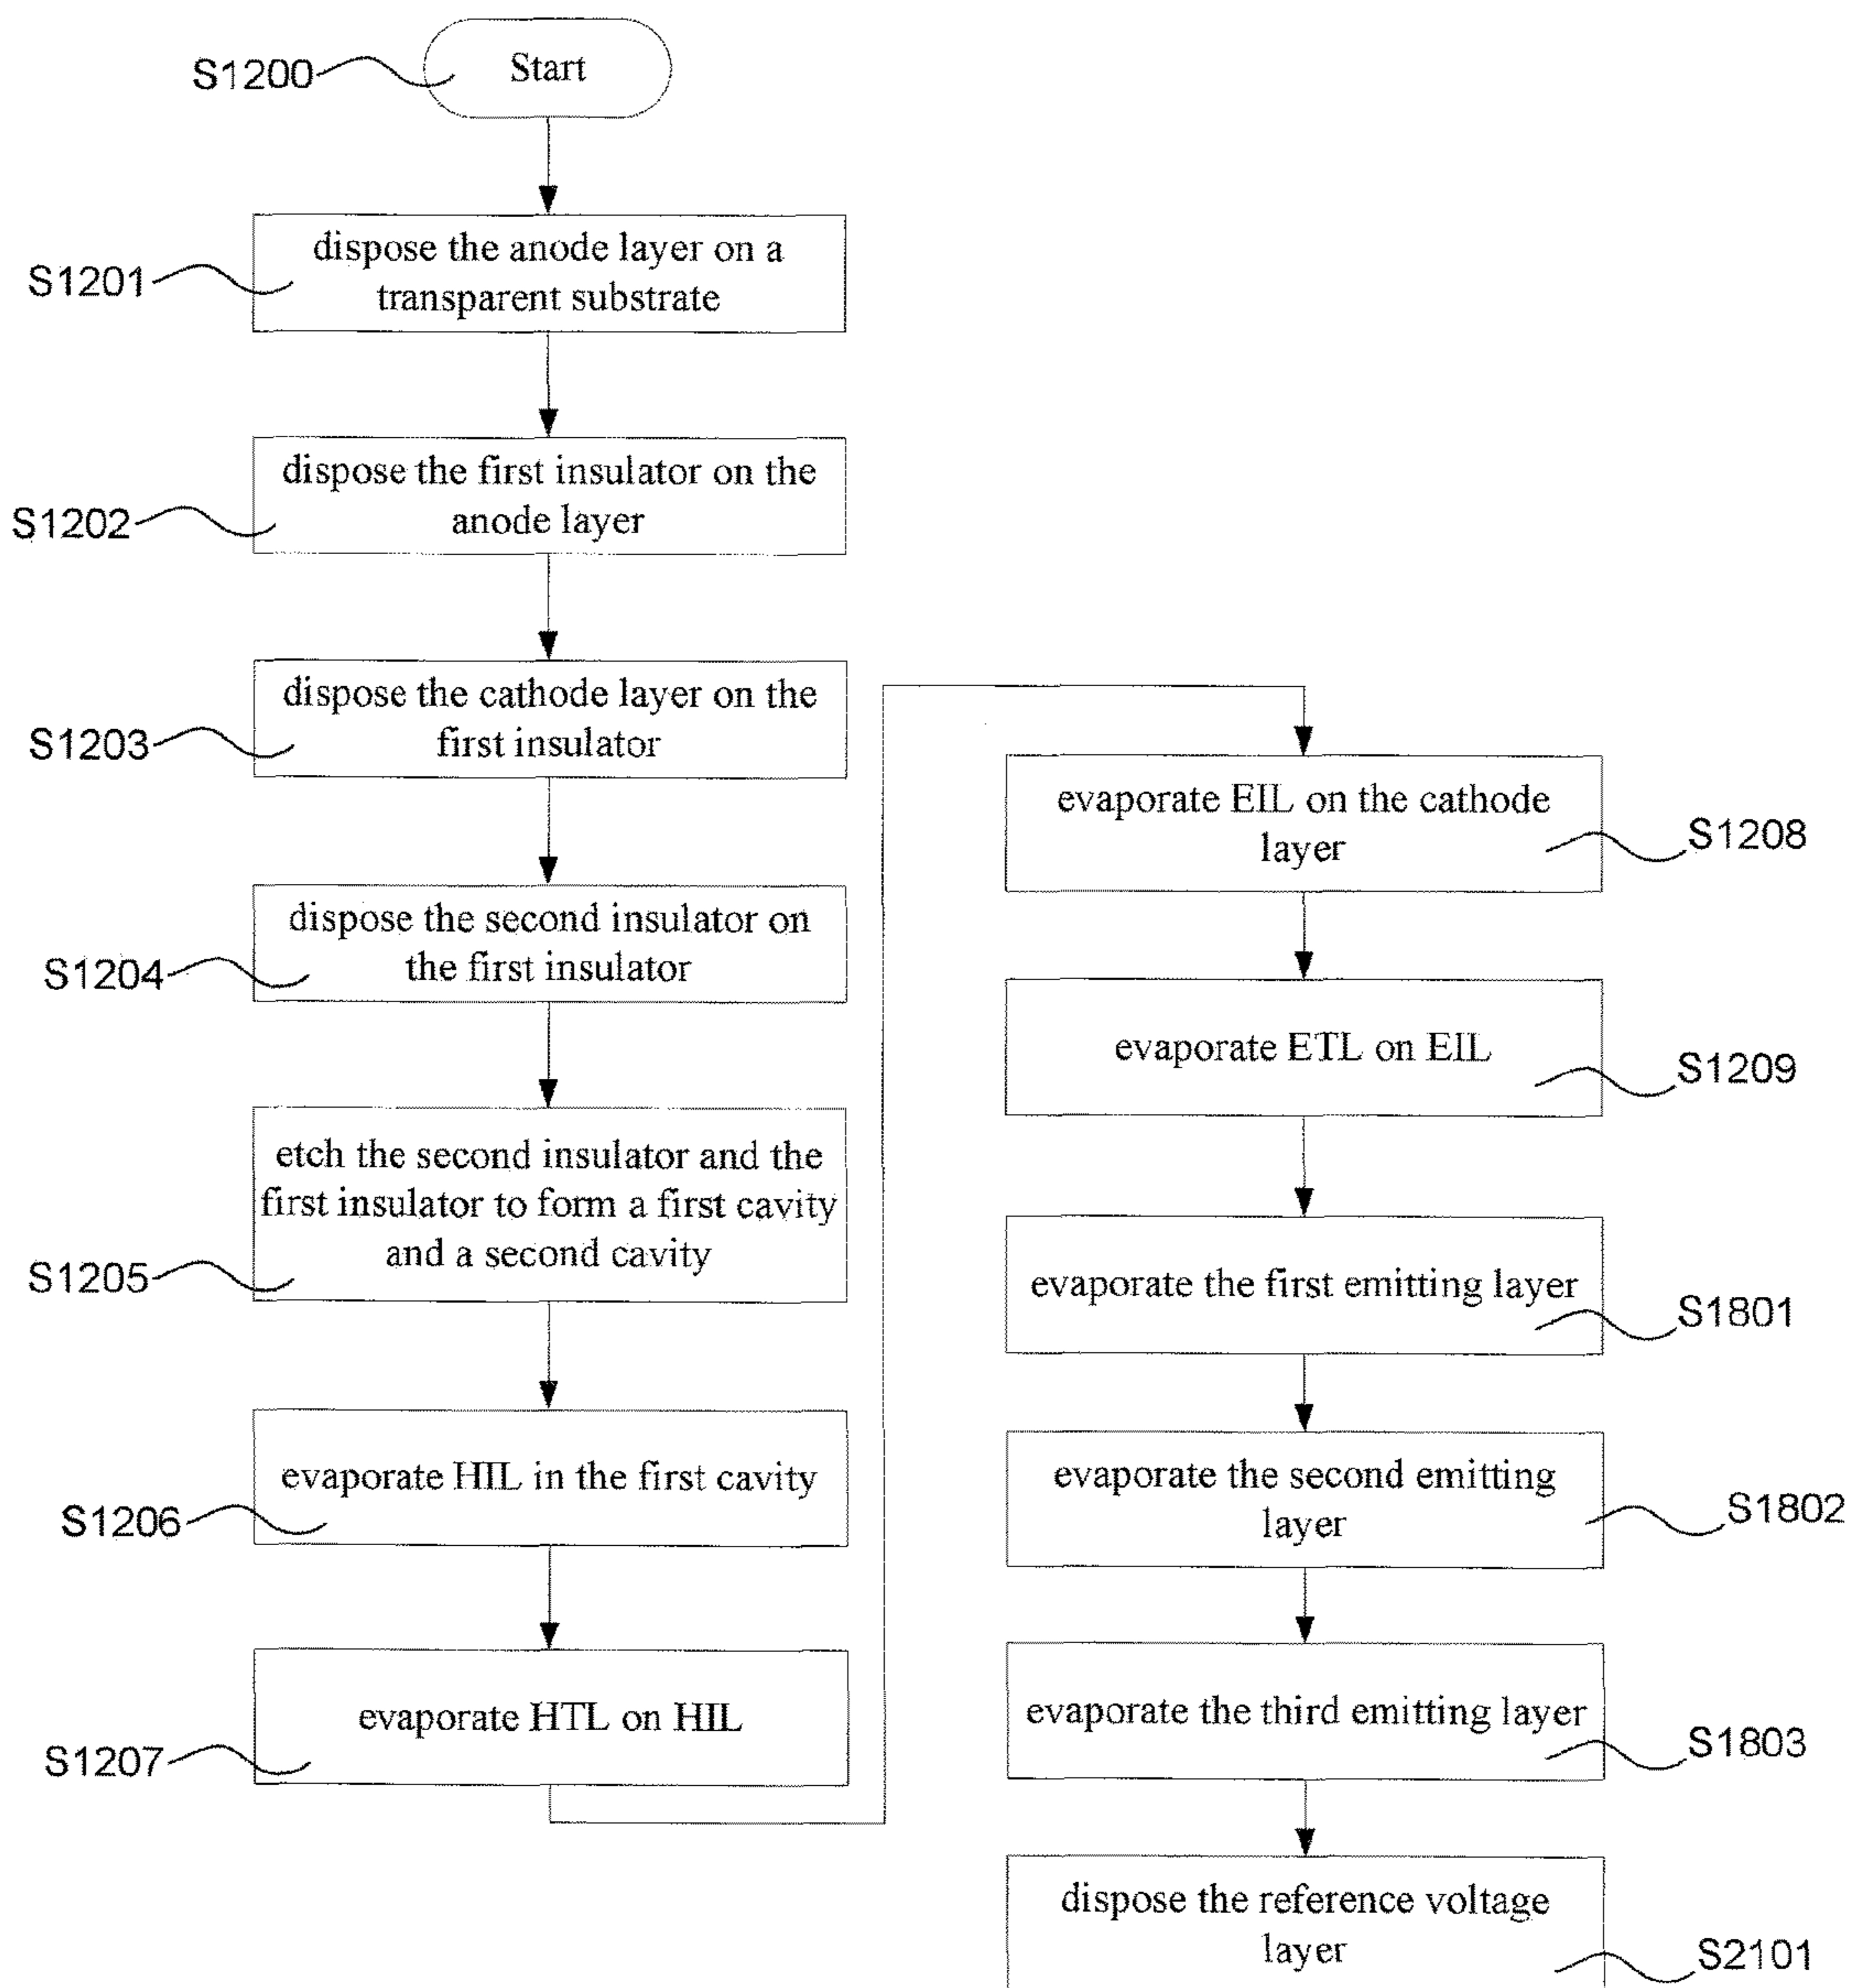 S1200
Start
S1201
dispose the anode layer on a
transparent substrate
S1202
dispose the first insulator on the
anode layer
S1203
dispose the cathode layer on the
first insulator
S1204
dispose the second insulator on
the first insulator
S1205
etch the second insulator and the
first insulator to form a first cavity
and a second cavity
S1206
evaporate HIL in the first cavity
S1207
evaporate HTL on HIL
evaporate EIL on the cathode
layer
S1208
evaporate ETL on EIL
S1209
evaporate the first emitting layer
S1801
evaporate the second emitting
layer
S1802
evaporate the third emitting layer
S1803
dispose the reference voltage
layer
S2101